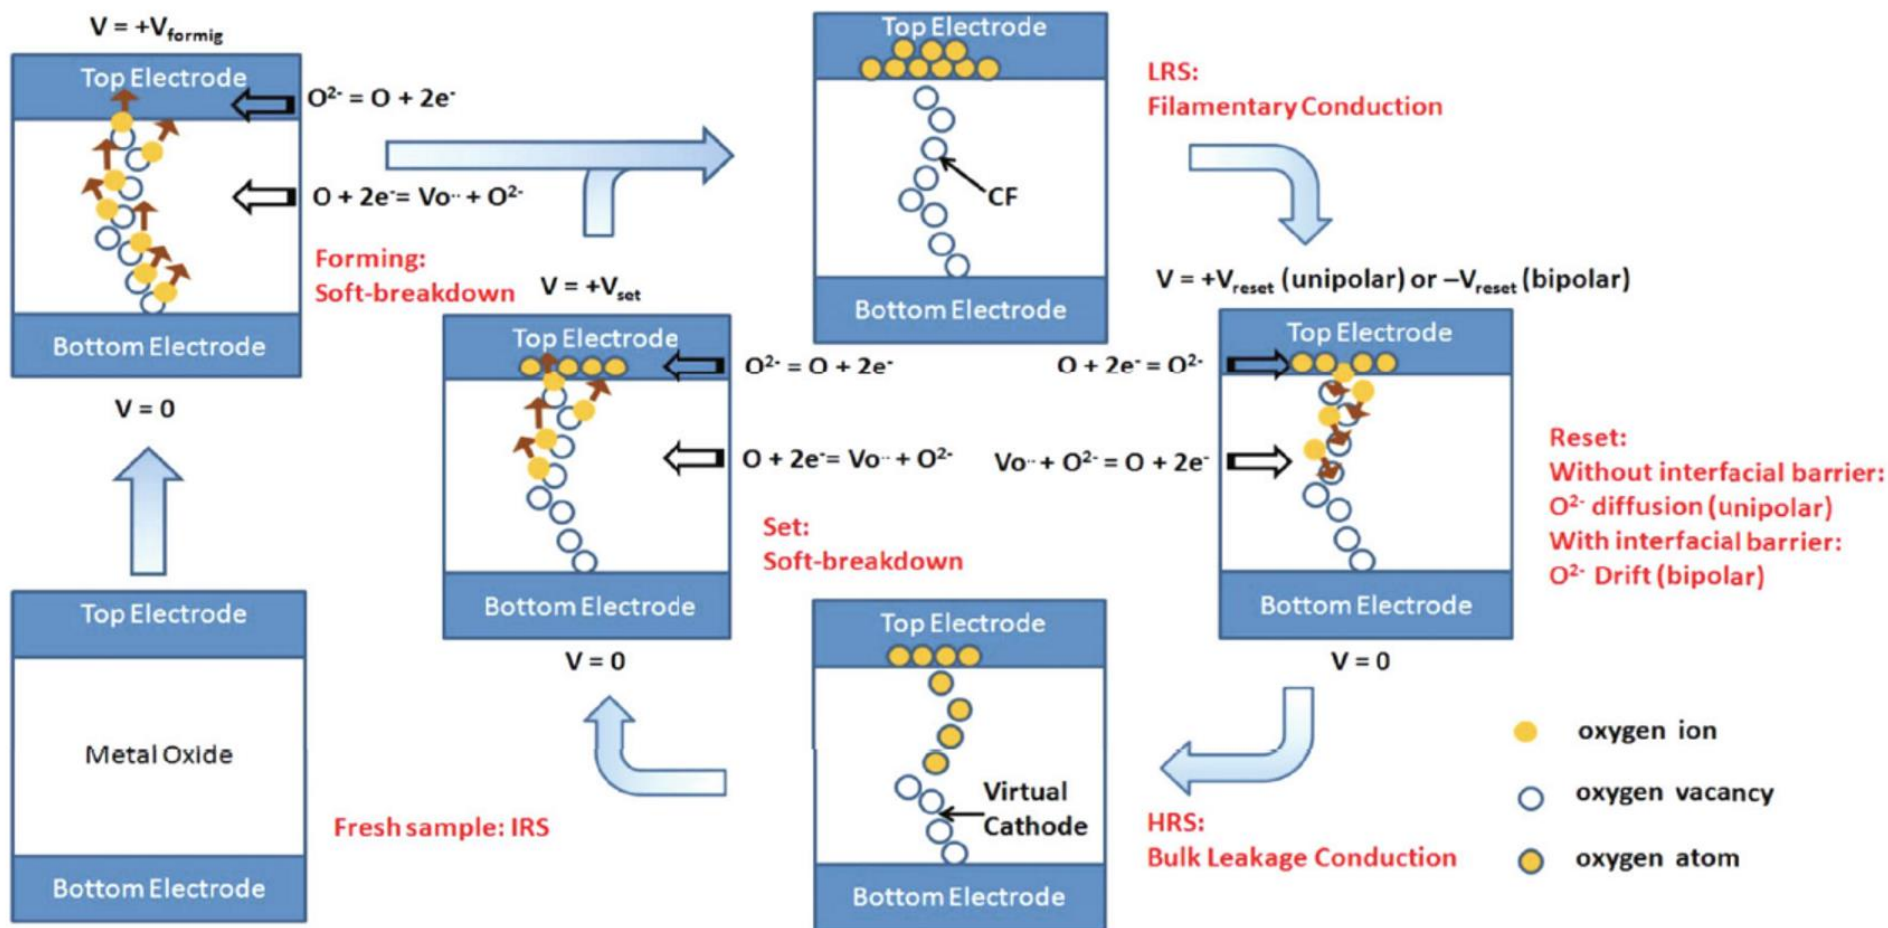 V = +Vformig
Top Electrode
O²⁻ = O + 2e⁻
O + 2e⁻= Vo·· + O²⁻
Forming:
Soft-breakdown
Bottom Electrode
V = 0
Top Electrode
CF
Bottom Electrode
LRS:
Filamentary Conduction
V = +Vset
Top Electrode
O²⁻ = O + 2e⁻
O + 2e⁻= Vo·· + O²⁻
Set:
Soft-breakdown
Bottom Electrode
V = 0
V = +Vreset (unipolar) or –Vreset (bipolar)
Top Electrode
O + 2e⁻ = O²⁻
Vo·· + O²⁻ = O + 2e⁻
Bottom Electrode
V = 0
Reset:
Without interfacial barrier:
O²⁻ diffusion (unipolar)
With interfacial barrier:
O²⁻ Drift (bipolar)
Top Electrode
Metal Oxide
Bottom Electrode
Fresh sample: IRS
Top Electrode
Virtual
Cathode
Bottom Electrode
HRS:
Bulk Leakage Conduction
oxygen ion
oxygen vacancy
oxygen atom